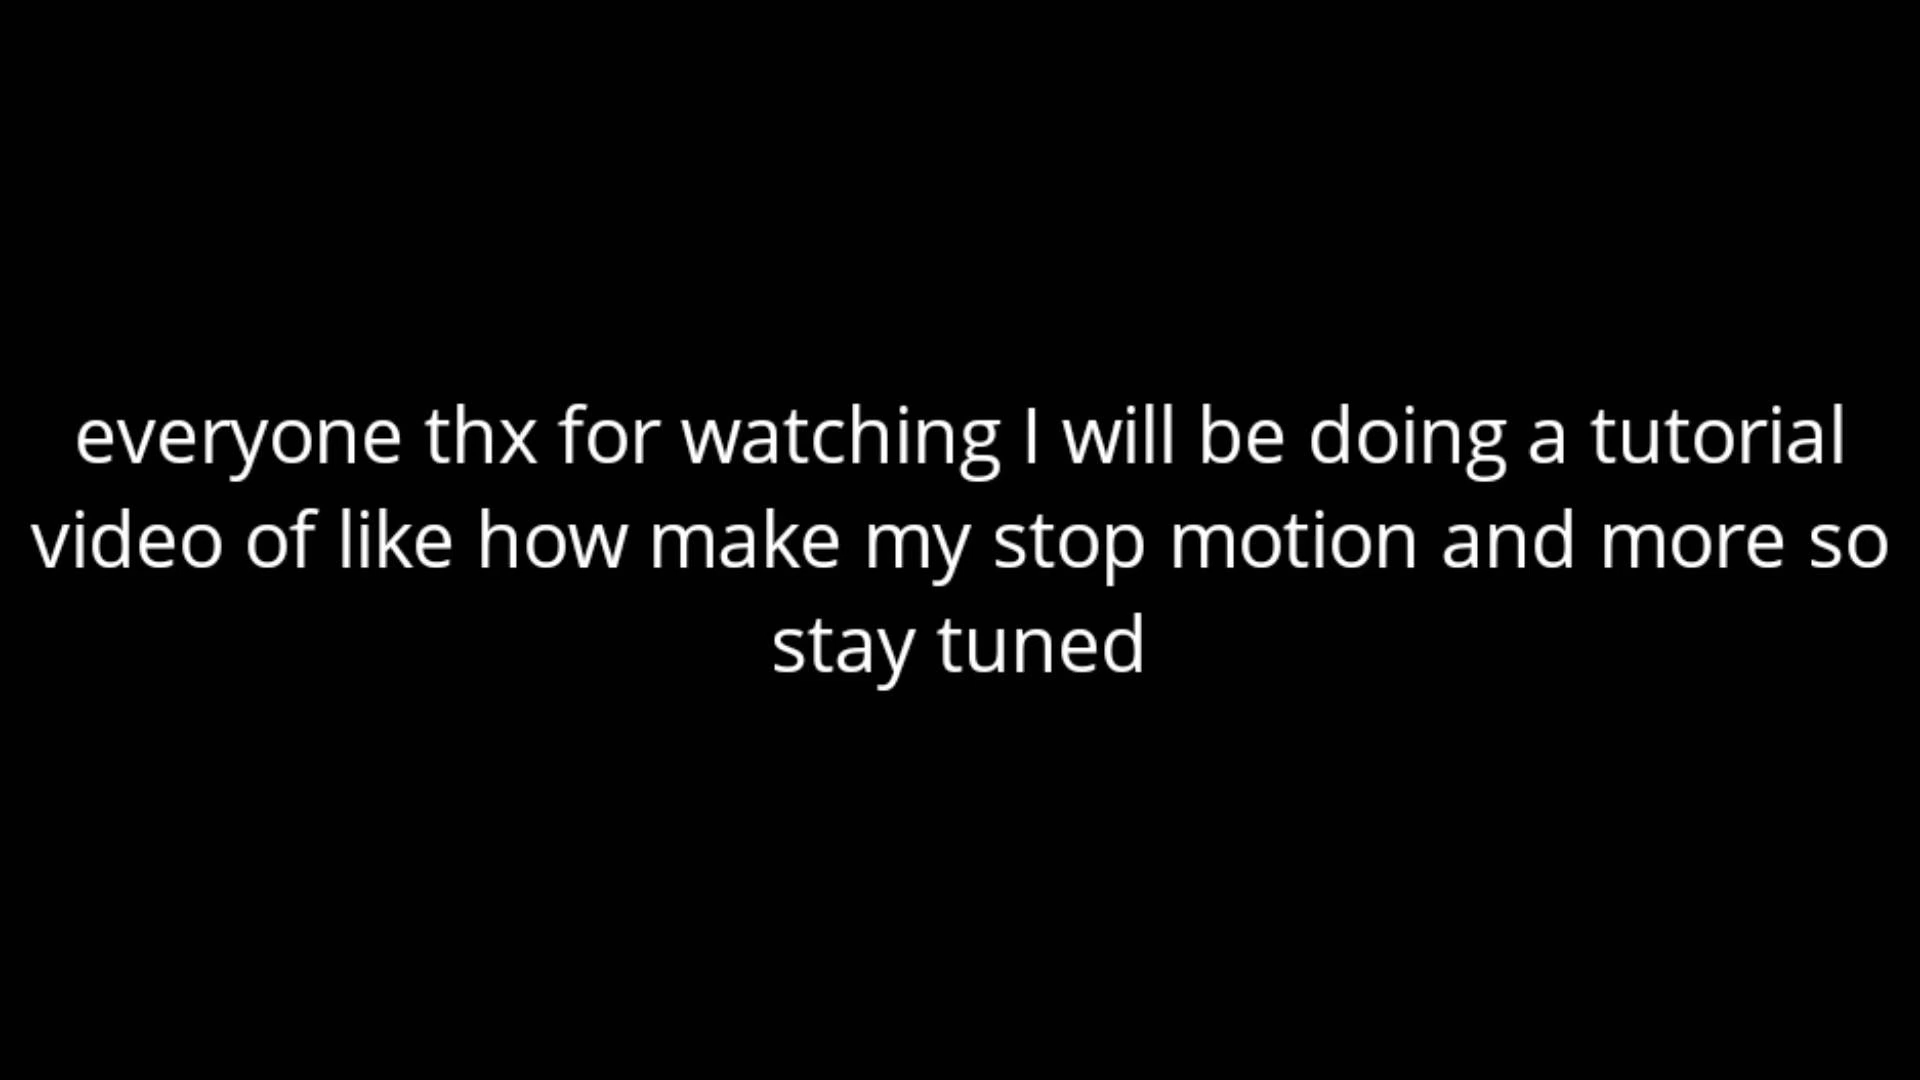 everyone thx for watching I will be doing a tutorial
video of like how make my stop motion and more so
stay tuned